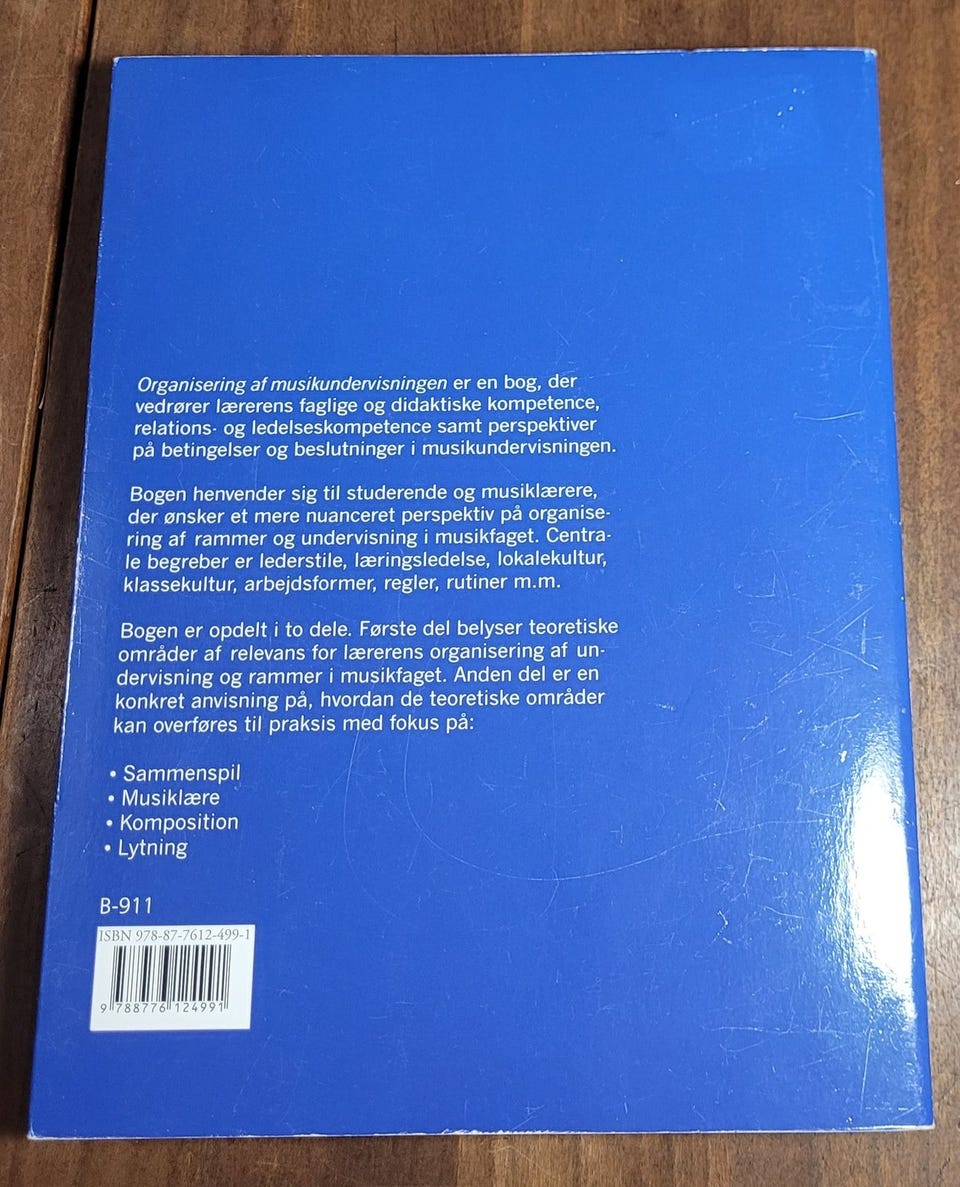 Organisering af musikundervisningen er en bog, der
vedrører lærerens faglige og didaktiske kompetence,
relations- og ledelseskompetence samt perspektiver
på betingelser og beslutninger i musikundervisningen.
Bogen henvender sig til studerende og musiklærere,
der ønsker et mere nuanceret perspektiv på organise-
ring af rammer og undervisning i musikfaget. Centra-
le begreber er lederstile, læringsledelse, lokalekultur,
klassekultur, arbejdsformer, regler, rutiner m.m.
Bogen er opdelt i to dele. Første del belyser teoretiske
områder af relevans for lærerens organisering af un-
dervisning og rammer i musikfaget. Anden del er en
konkret anvisning på, hvordan de teoretiske områder
kan overføres til praksis med fokus på:
• Sammenspil
• Musiklære
• Komposition
• Lytning
B-911
ISBN 978-87-7612-499-1
9 788776 124991